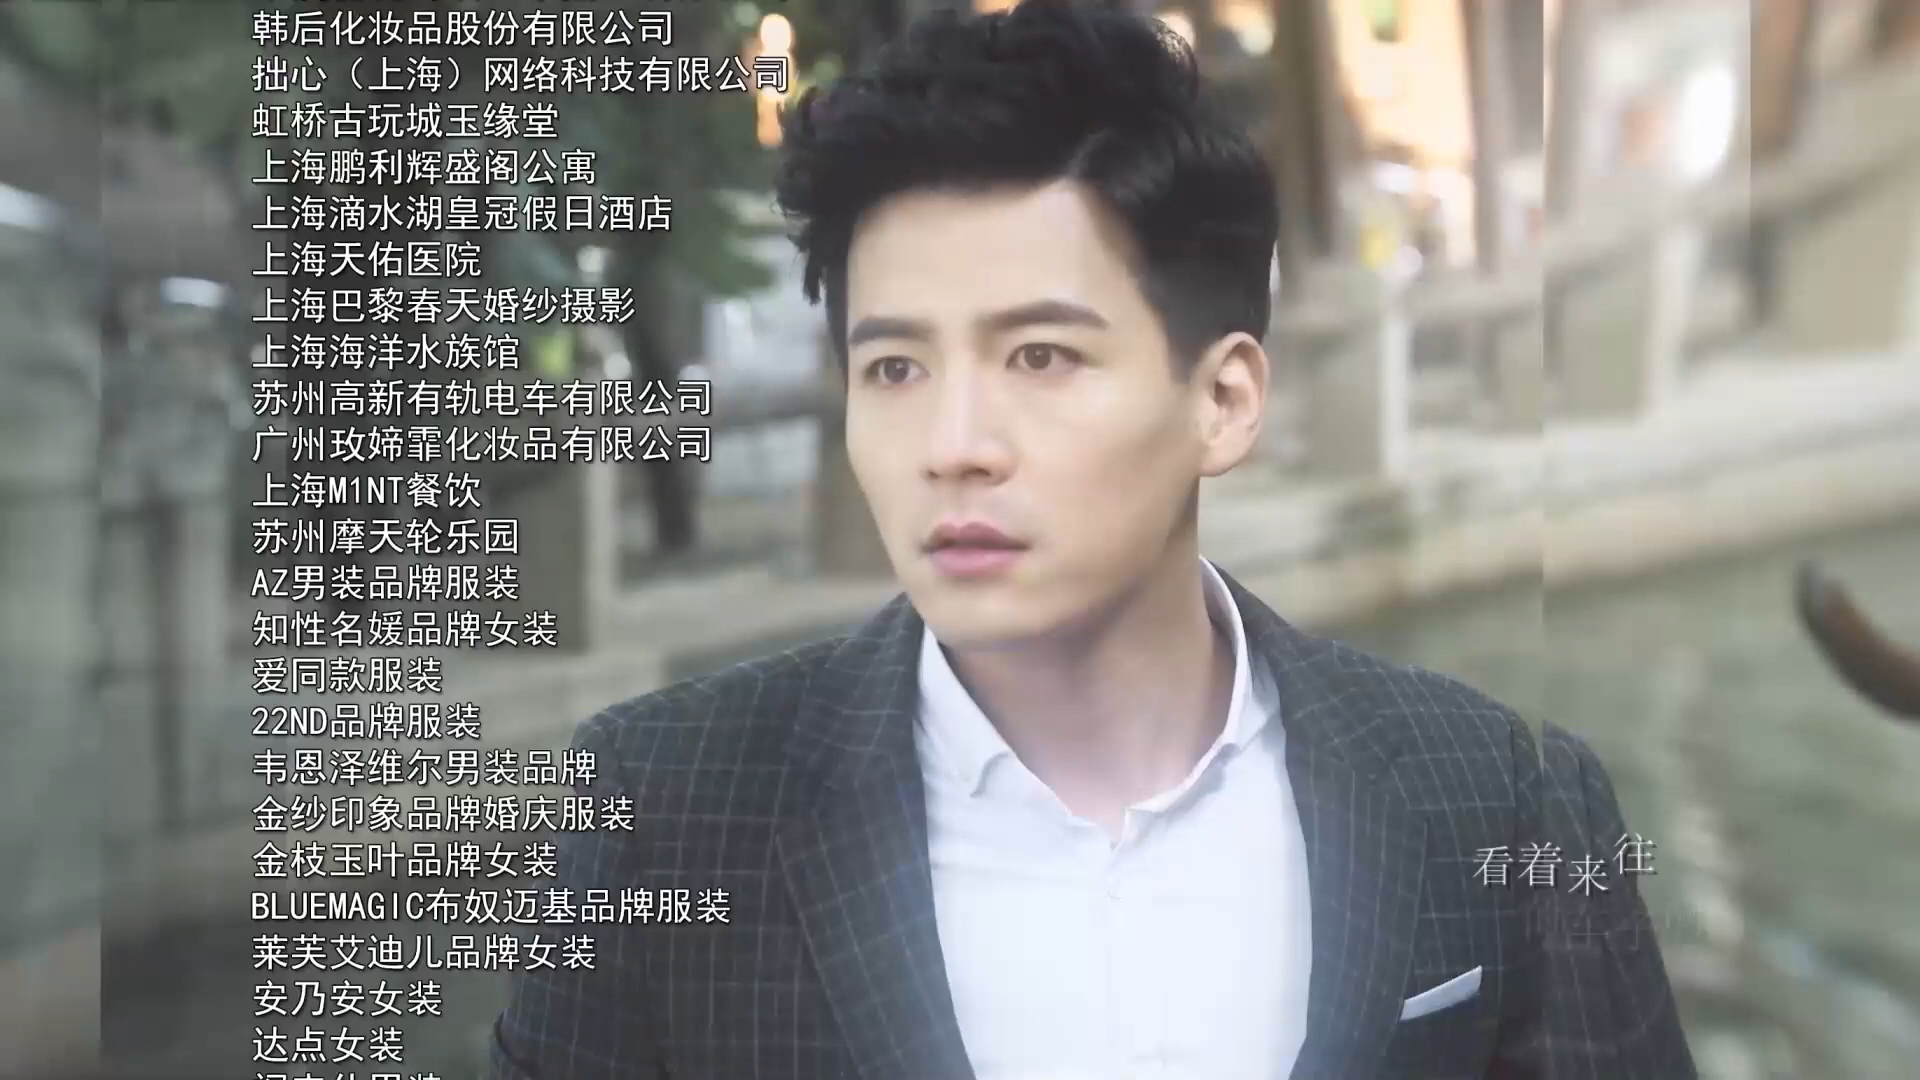 韩后化妆品股份有限公司
拙心（上海）网络科技有限公司
虹桥古玩城玉缘堂
上海鹏利辉盛阁公寓
上海滴水湖皇冠假日酒店
上海天佑医院
上海巴黎春天婚纱摄影
上海海洋水族馆
苏州高新有轨电车有限公司
广州玫婍霏化妆品有限公司
上海M1NT餐饮
苏州摩天轮乐园
AZ男装品牌服装
知性名媛品牌女装
爱同款服装
22ND品牌服装
韦恩泽维尔男装品牌
金纱印象品牌婚庆服装
金枝玉叶品牌女装
BLUEMAGIC布奴迈基品牌服装
莱芙艾迪儿品牌女装
安乃安女装
达点女装
看着来往